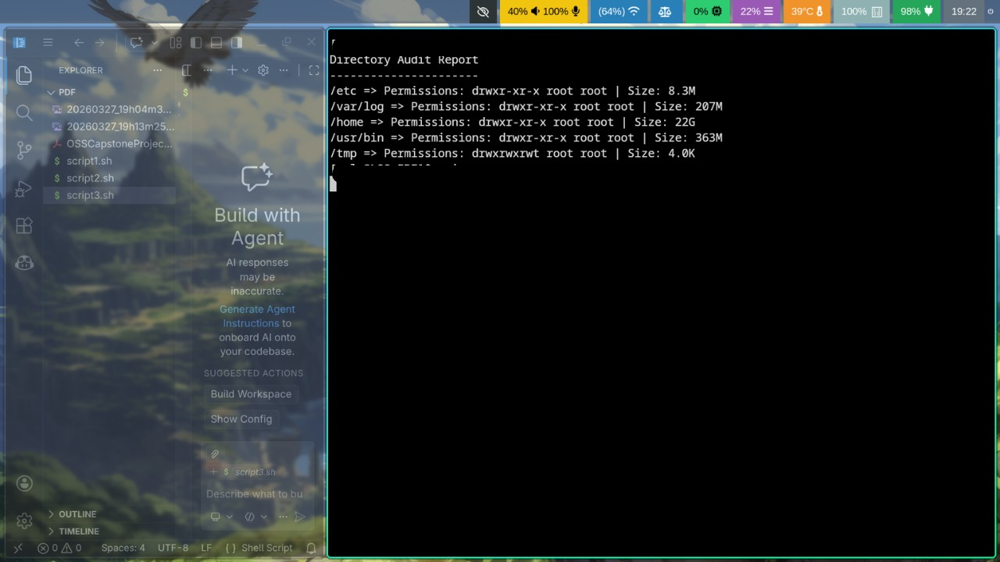 40% 100% (64%) 0% 22% 39°C 100% 98% 19:22
EXPLORER
PDF
20260327_19h04m3...
20260327_19h13m25...
OSSCapstoneProjec...
$ script1.sh
$ script2.sh
$ script3.sh
OUTLINE
TIMELINE
$
Build with
Agent
AI responses
may be
inaccurate.
Generate Agent
Instructions to
onboard AI onto
your codebase.
SUGGESTED ACTIONS
Build Workspace
Show Config
+ $ script3.sh
Describe what to bu
0 0 Spaces: 4 UTF-8 LF { } Shell Script
Directory Audit Report
----------------------
/etc => Permissions: drwxr-xr-x root root | Size: 8.3M
/var/log => Permissions: drwxr-xr-x root root | Size: 207M
/home => Permissions: drwxr-xr-x root root | Size: 22G
/usr/bin => Permissions: drwxr-xr-x root root | Size: 363M
/tmp => Permissions: drwxrwxrwt root root | Size: 4.0K